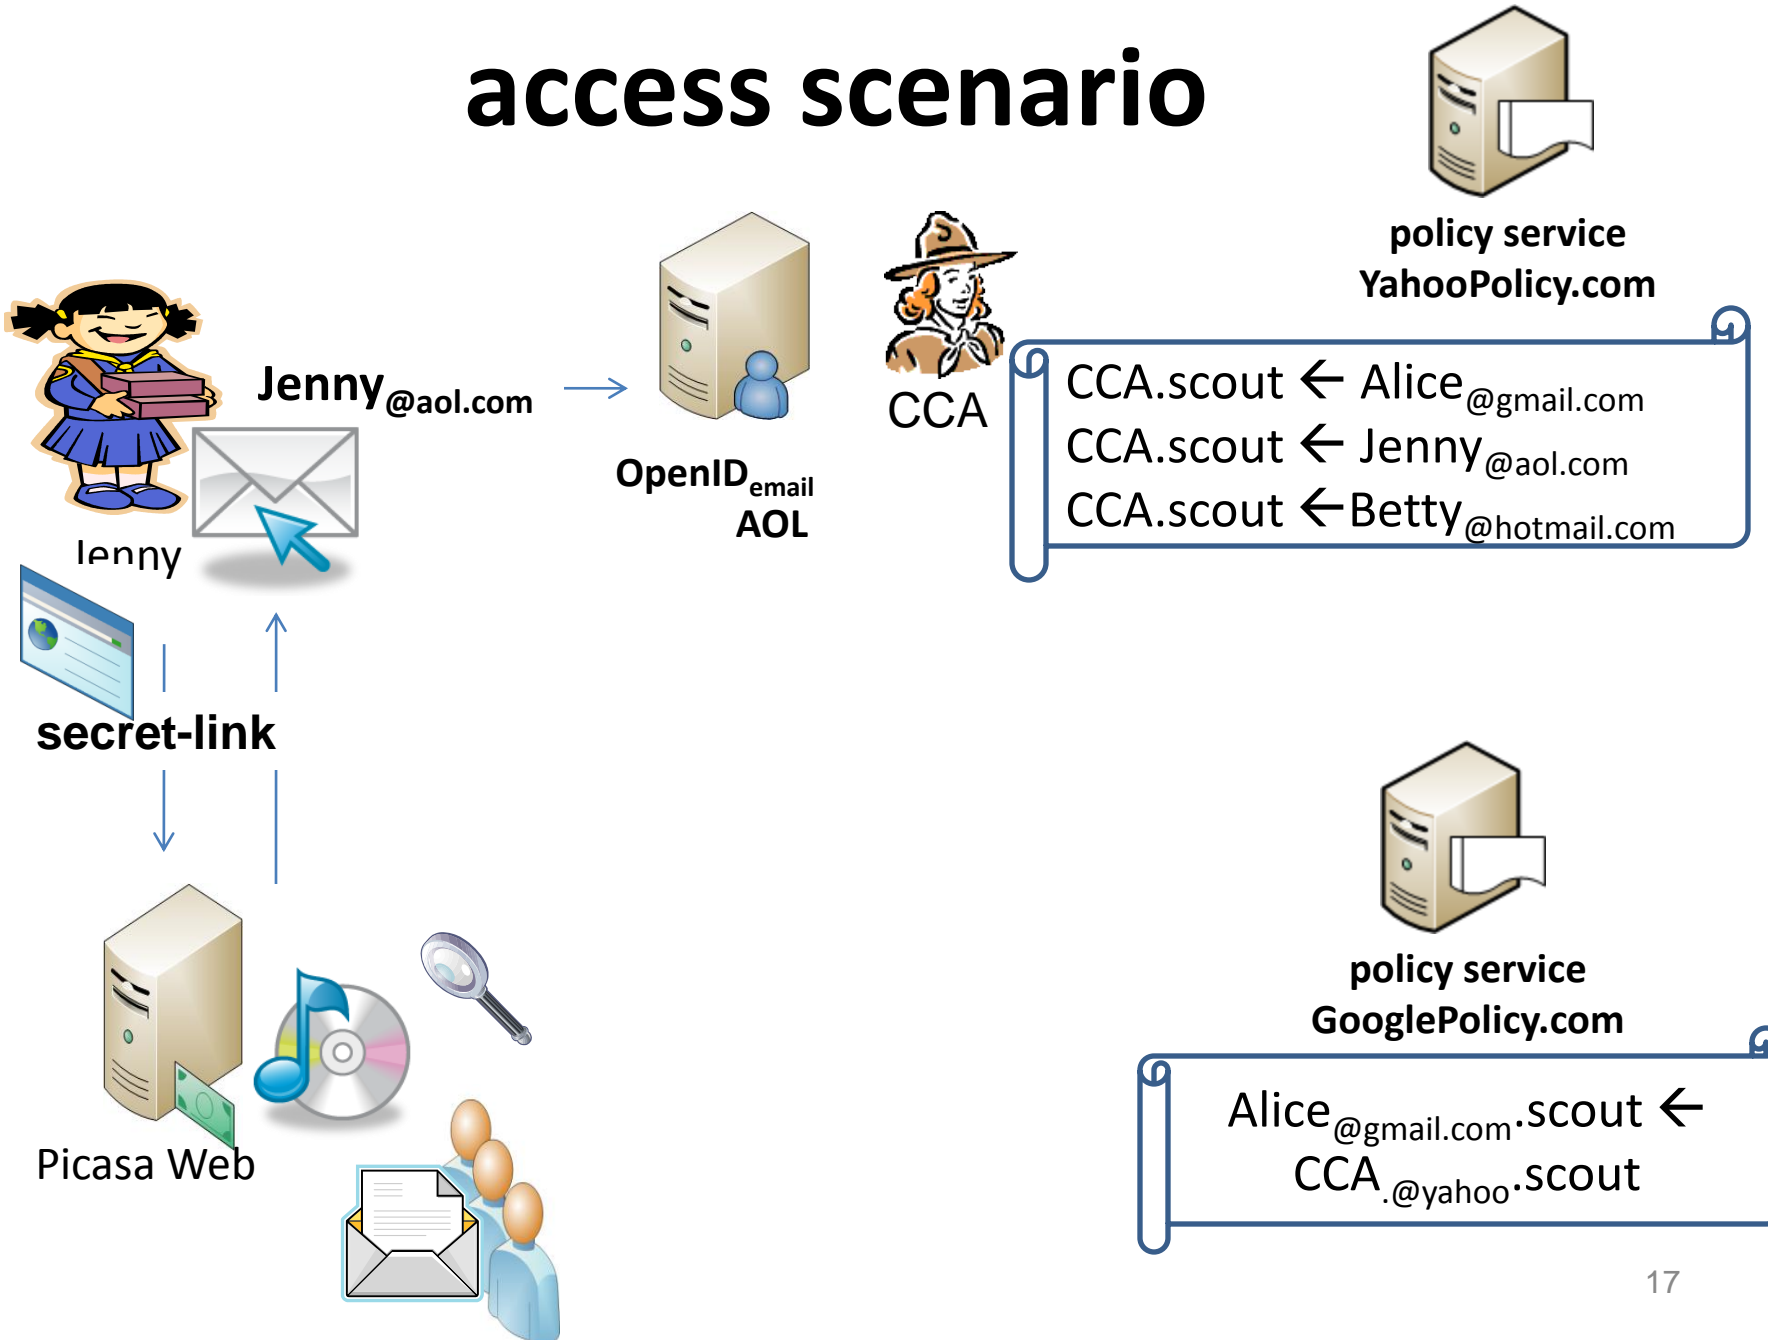 access scenario
policy service
YahooPolicy.com
Jenny@aol.com
CCA
OpenIDemail
AOL
CCA.scout ← Alice@gmail.com
CCA.scout ← Jenny@aol.com
CCA.scout ←Betty@hotmail.com
Jenny
secret-link
policy service
GooglePolicy.com
Picasa Web
Alice@gmail.com.scout ←
CCA.@yahoo.scout
17